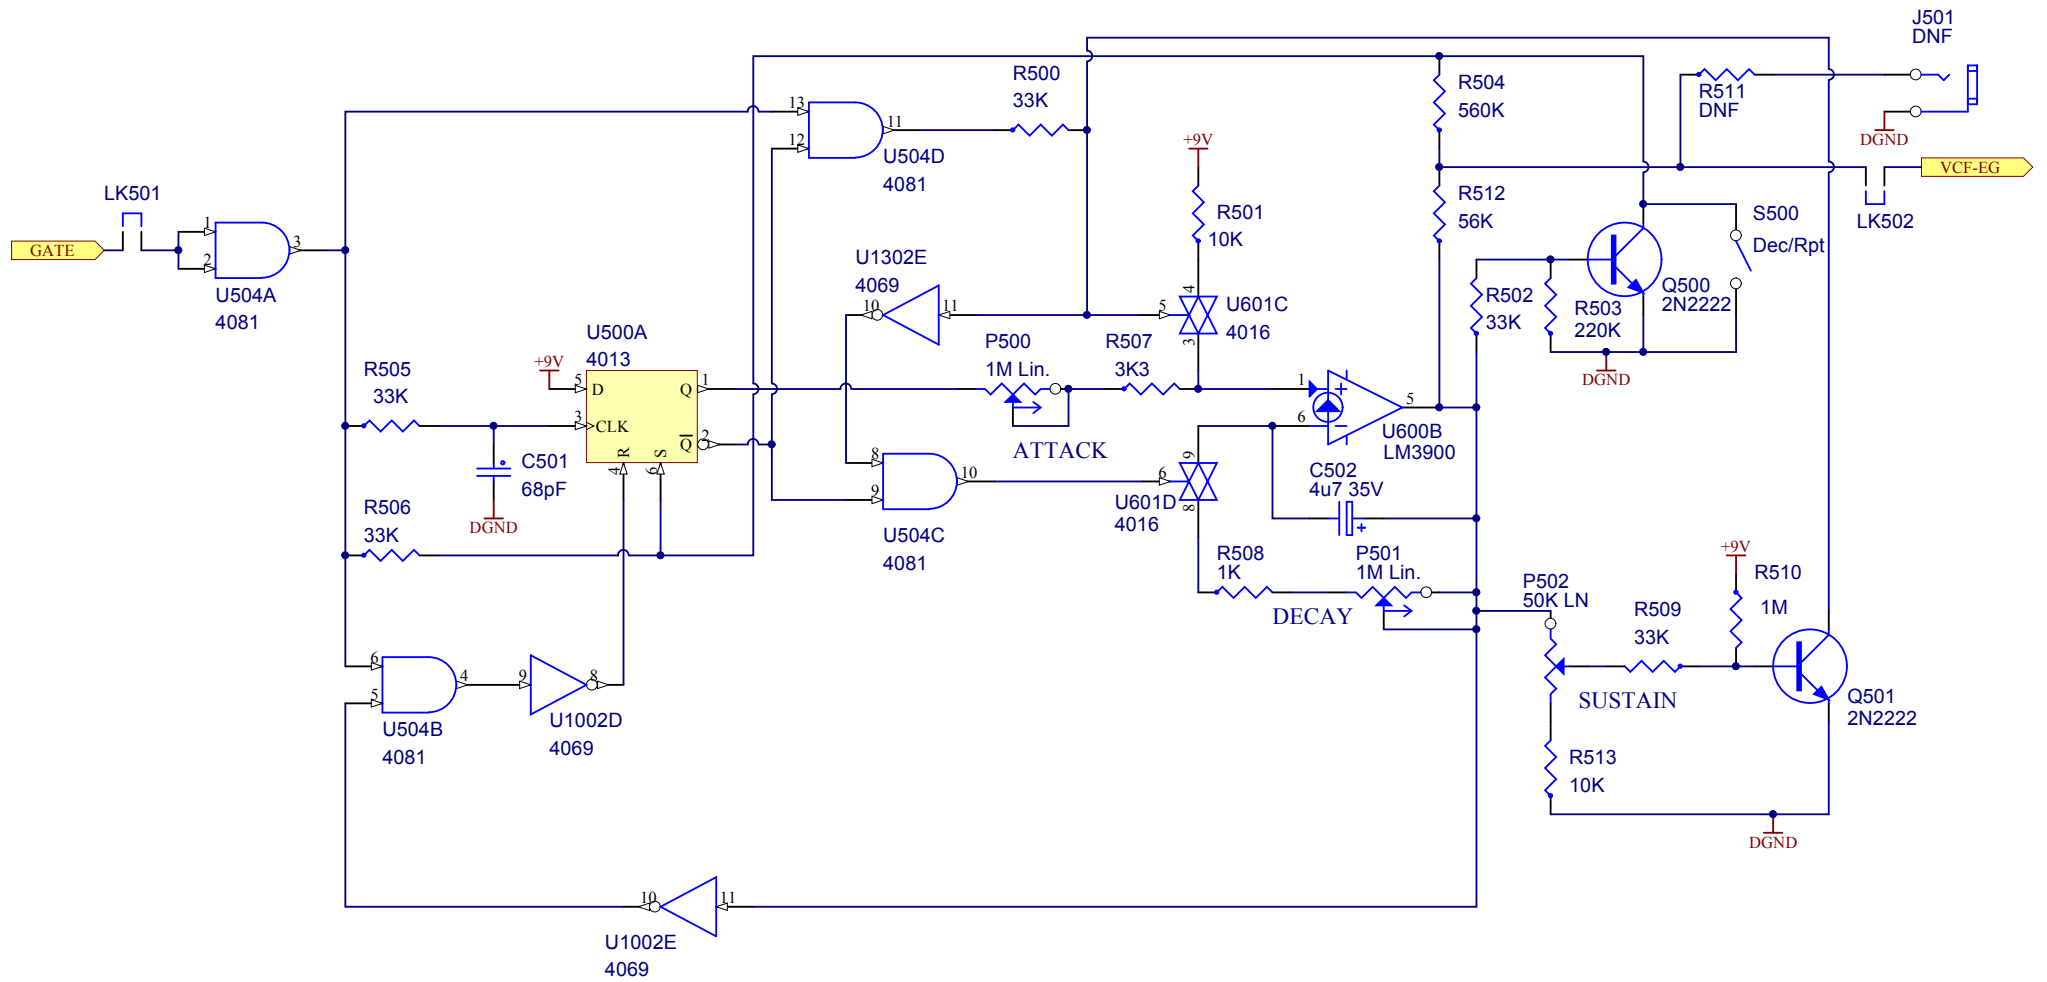 J501
DNF
R500
33K
R504
560K
R511
DNF
DGND
13
12
11
U504D
4081
+9V
VCF-EG
LK501
R501
10K
R512
56K
LK502
S500
Dec/Rpt
GATE
1
2
3
U504A
4081
U1302E
4069
10
11
5
4
3
U601C
4016
R502
33K
R503
220K
Q500
2N2222
DGND
U500A
4013
+9V
R505
33K
5
D
Q
1
3
CLK
Q
2
R
S
4
6
P500
1M Lin.
R507
3K3
ATTACK
1
6
5
+
−
U600B
LM3900
C501
68pF
DGND
8
9
10
U504C
4081
6
9
8
U601D
4016
C502
4u7 35V
+
R506
33K
R508
1K
P501
1M Lin.
DECAY
P502
50K LN
R509
33K
+9V
R510
1M
SUSTAIN
Q501
2N2222
6
5
4
U504B
4081
9
8
U1002D
4069
R513
10K
DGND
10
11
U1002E
4069